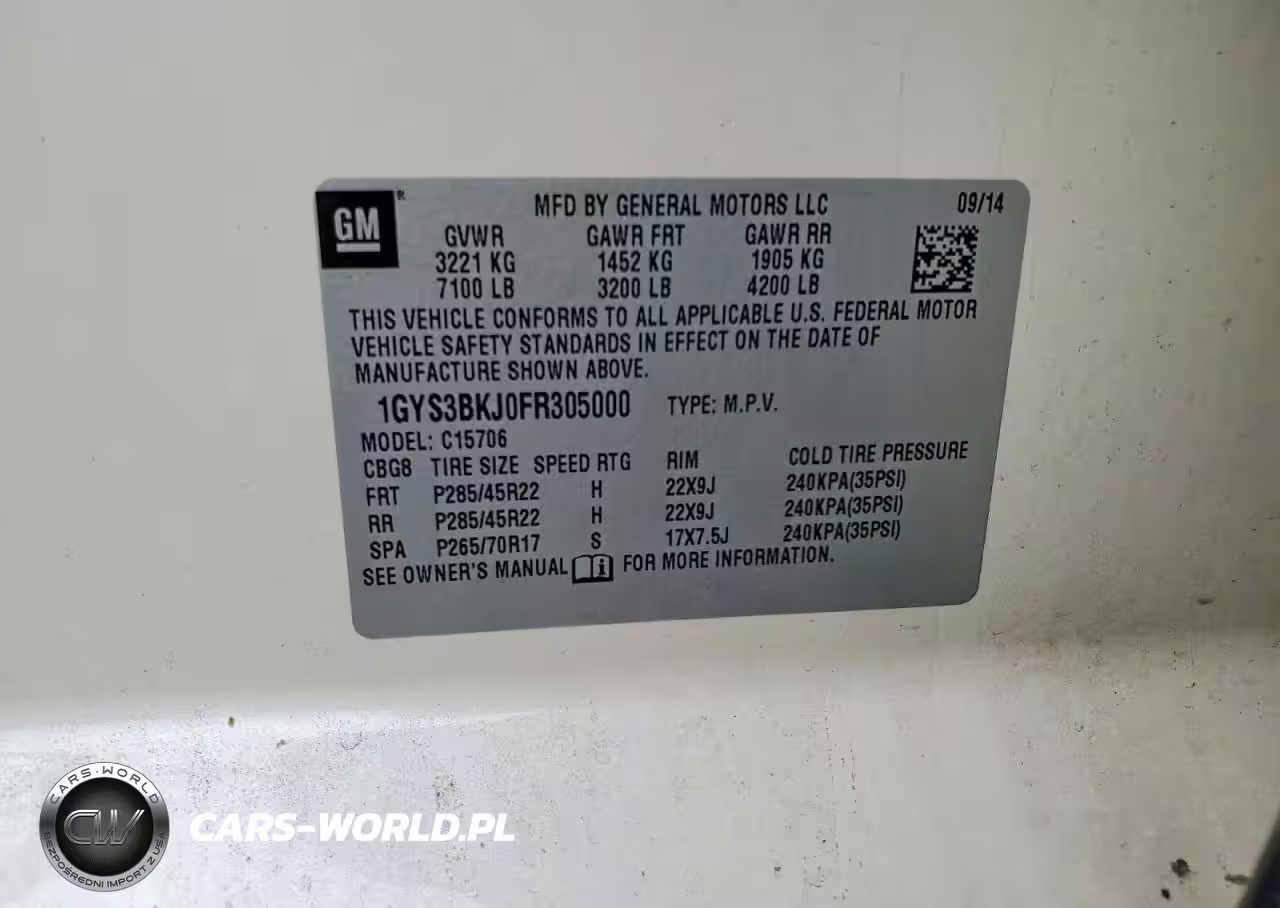 GM®
MFD BY GENERAL MOTORS LLC 09/14
GVWR GAWR FRT GAWR RR
3221 KG 1452 KG 1905 KG
7100 LB 3200 LB 4200 LB
THIS VEHICLE CONFORMS TO ALL APPLICABLE U.S. FEDERAL MOTOR
VEHICLE SAFETY STANDARDS IN EFFECT ON THE DATE OF
MANUFACTURE SHOWN ABOVE.
1GYS3BKJ0FR305000 TYPE: M.P.V.
MODEL: C15706
CBG8 TIRE SIZE SPEED RTG RIM COLD TIRE PRESSURE
FRT P285/45R22 H 22X9J 240KPA(35PSI)
RR P285/45R22 H 22X9J 240KPA(35PSI)
SPA P265/70R17 S 17X7.5J 240KPA(35PSI)
SEE OWNER'S MANUAL FOR MORE INFORMATION.
CARS-WORLD
CW
BEZPOŚREDNI IMPORT Z USA
CARS-WORLD.PL